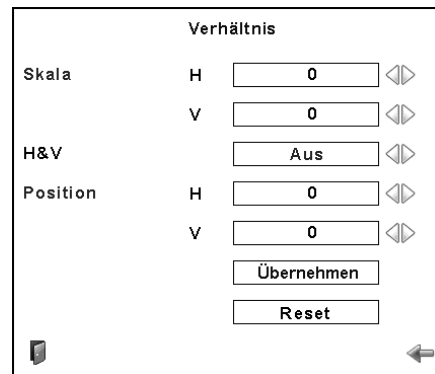 Verhältnis
Skala H 0
V 0
H&V Aus
Position H 0
V 0
Übernehmen
Reset